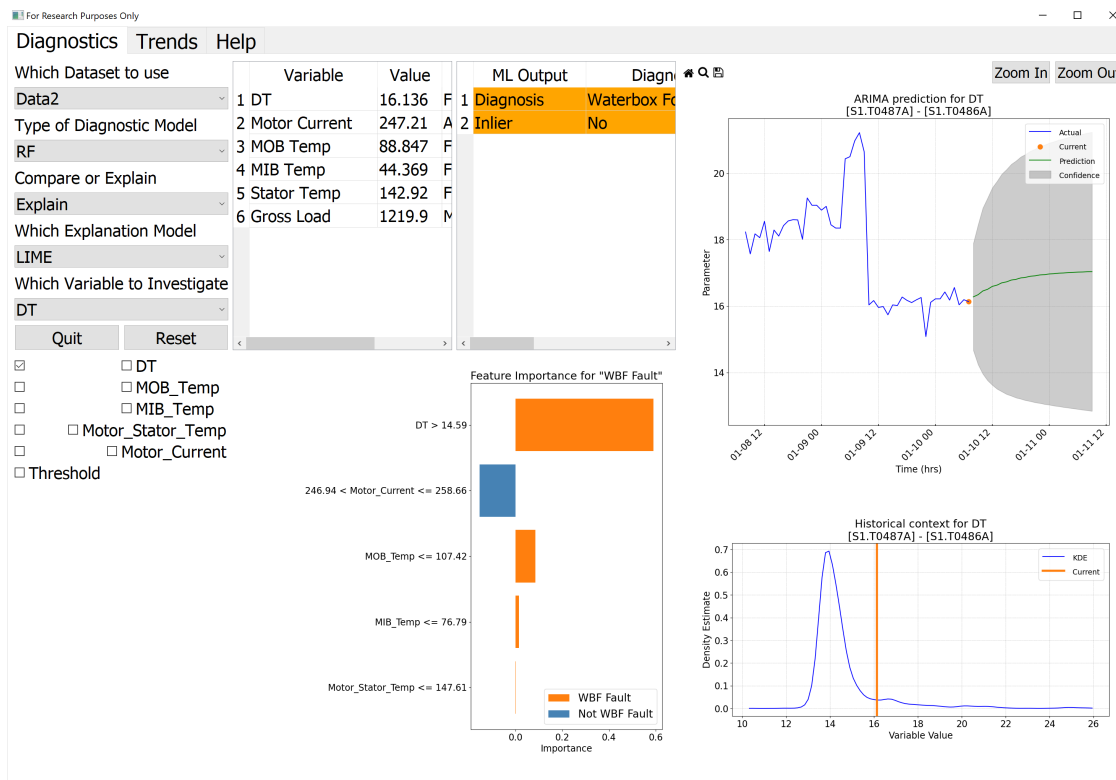 For Research Purposes Only
Diagnostics Trends Help
Which Dataset to use
Data2
Type of Diagnostic Model
RF
Compare or Explain
Explain
Which Explanation Model
LIME
Which Variable to Investigate
DT
Quit Reset
DT
MOB_Temp
MIB_Temp
Motor_Stator_Temp
Motor_Current
Threshold
Variable Value
1 DT 16.136 F
2 Motor Current 247.21 A
3 MOB Temp 88.847 F
4 MIB Temp 44.369 F
5 Stator Temp 142.92 F
6 Gross Load 1219.9 M
ML Output Diagn
1 Diagnosis Waterbox Fo
2 Inlier No
Zoom In Zoom Ou
ARIMA prediction for DT
[S1.T0487A] - [S1.T0486A]
Actual
Current
Prediction
Confidence
Parameter
20
18
16
14
01-08 12
01-09 00
01-09 12
01-10 00
01-10 12
01-11 00
01-11 12
Time (hrs)
Feature Importance for "WBF Fault"
DT > 14.59
246.94 < Motor_Current <= 258.66
MOB_Temp <= 107.42
MIB_Temp <= 76.79
Motor_Stator_Temp <= 147.61
WBF Fault
Not WBF Fault
0.0 0.2 0.4 0.6
Importance
Historical context for DT
[S1.T0487A] - [S1.T0486A]
KDE
Current
Density Estimate
0.7
0.6
0.5
0.4
0.3
0.2
0.1
0.0
10 12 14 16 18 20 22 24 26
Variable Value